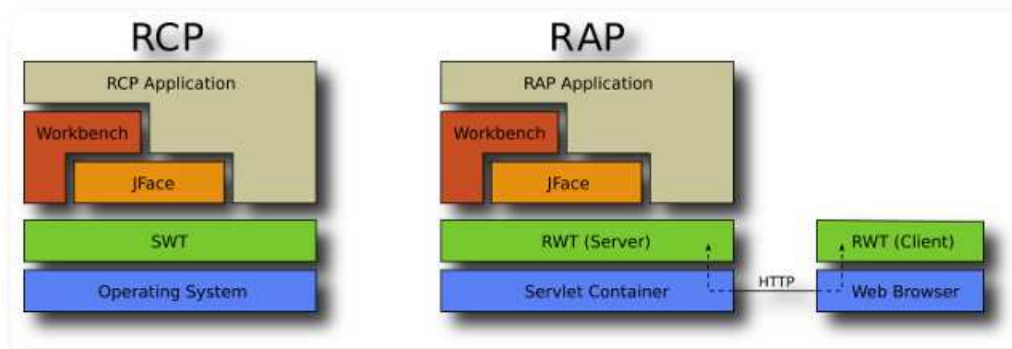 RCP
RCP Application
Workbench
JFace
SWT
Operating System
RAP
RAP Application
Workbench
JFace
RWT (Server)
Servlet Container
HTTP
RWT (Client)
Web Browser